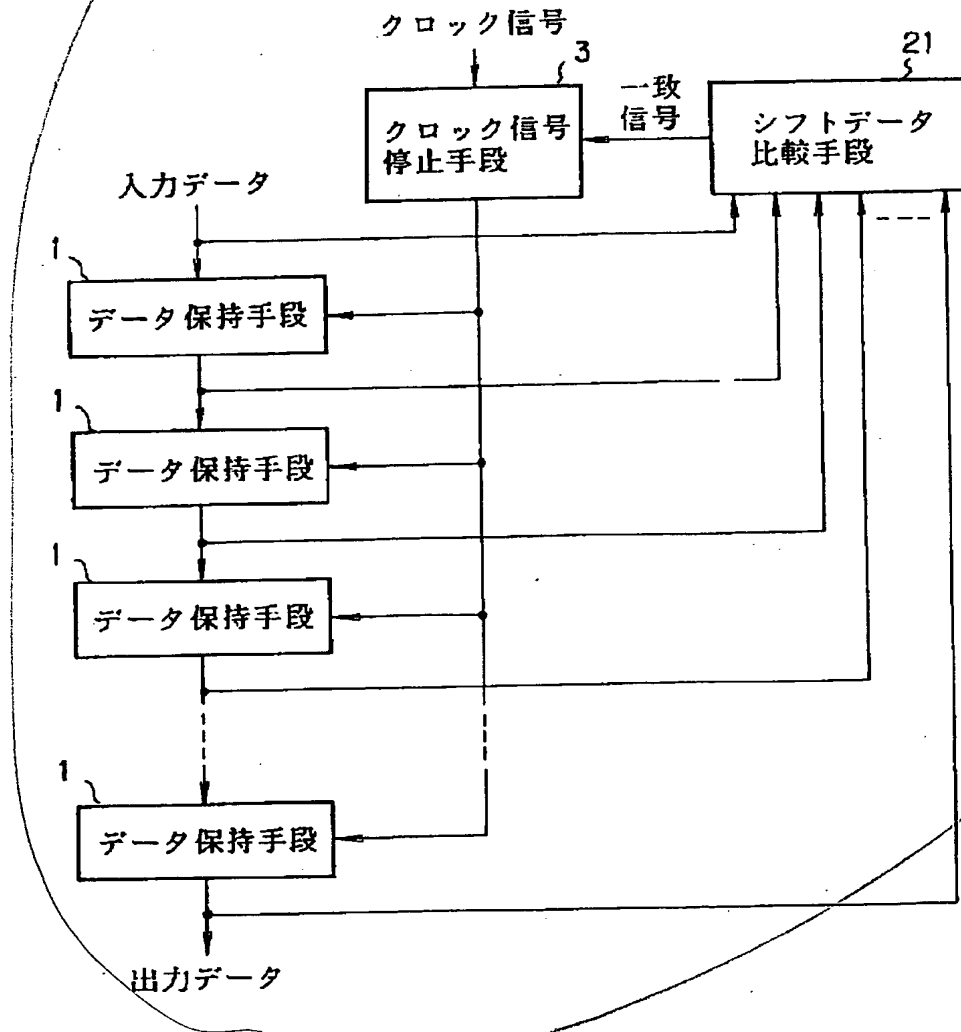 クロック信号
3
クロック信号
停止手段
一致
信号
21
シフトデータ
比較手段
入力データ
1
データ保持手段
1
データ保持手段
1
データ保持手段
1
データ保持手段
出力データ